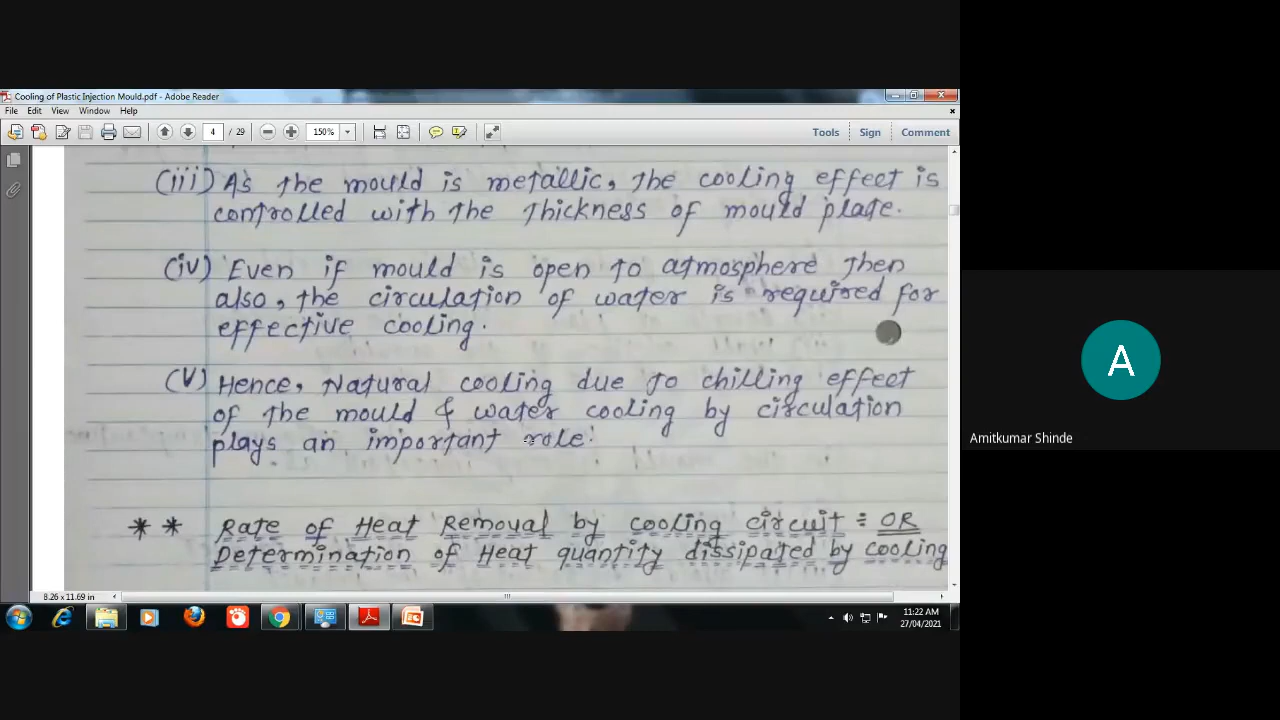 Cooling of Plastic Injection Mould.pdf - Adobe Reader
File Edit View Window Help
4 / 29 150% Tools Sign Comment
(iii) As the mould is metallic, the cooling effect is
controlled with the thickness of mould plate.
(iv) Even if mould is open to atmosphere then
also, the circulation of water is required for
effective cooling.
(V) Hence, Natural cooling due to chilling effect
of the mould & water cooling by circulation
plays an important role.
** Rate of Heat Removal by cooling circuit : OR
Determination of Heat quantity dissipated by cooling
8.26 x 11.69 in
11:22 AM
27/04/2021
A
Amitkumar Shinde